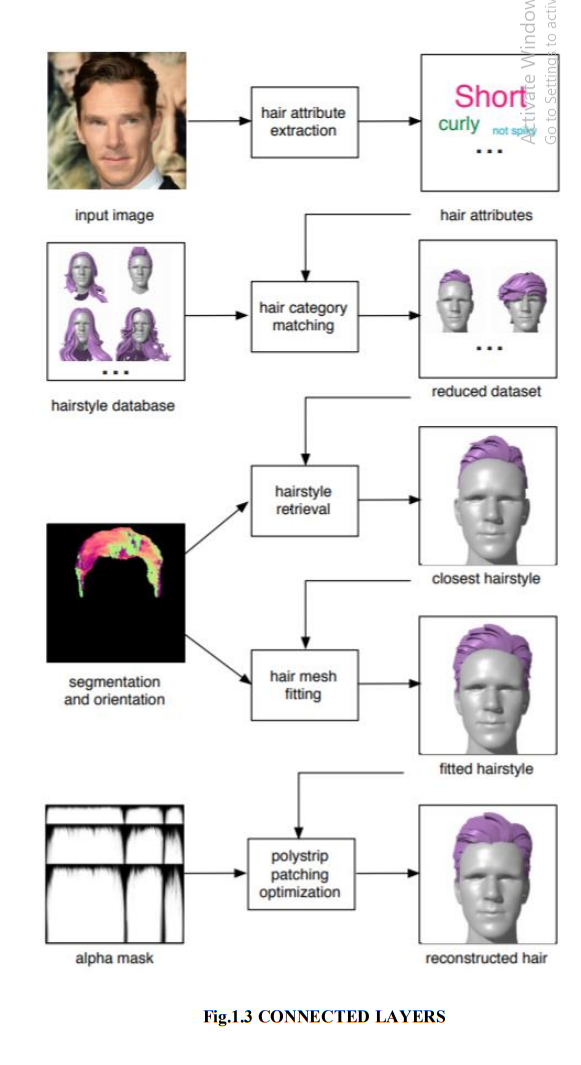 Activate Window
Go to Settings to activ
hair attribute
extraction
Short
curly
not spiky
...
input image
hair attributes
hair category
matching
...
...
hairstyle database
reduced dataset
hairstyle
retrieval
closest hairstyle
segmentation
and orientation
hair mesh
fitting
fitted hairstyle
polystrip
patching
optimization
alpha mask
reconstructed hair
Fig.1.3 CONNECTED LAYERS